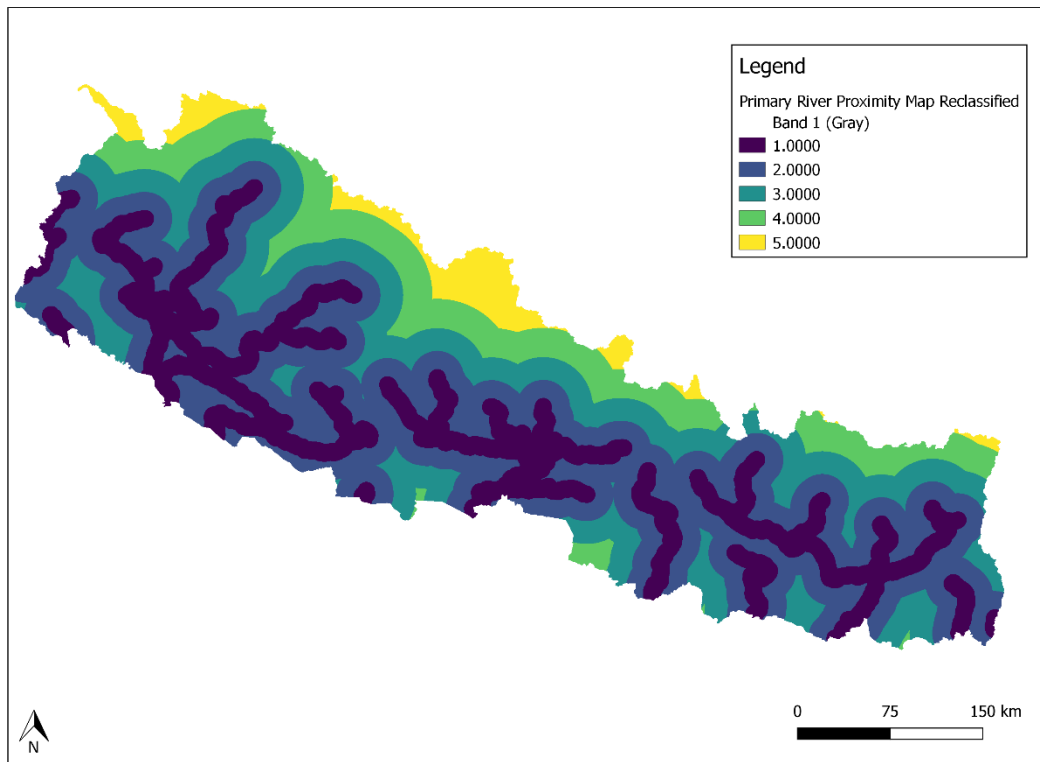 Legend
Primary River Proximity Map Reclassified
Band 1 (Gray)
1.0000
2.0000
3.0000
4.0000
5.0000
N
0 75 150 km